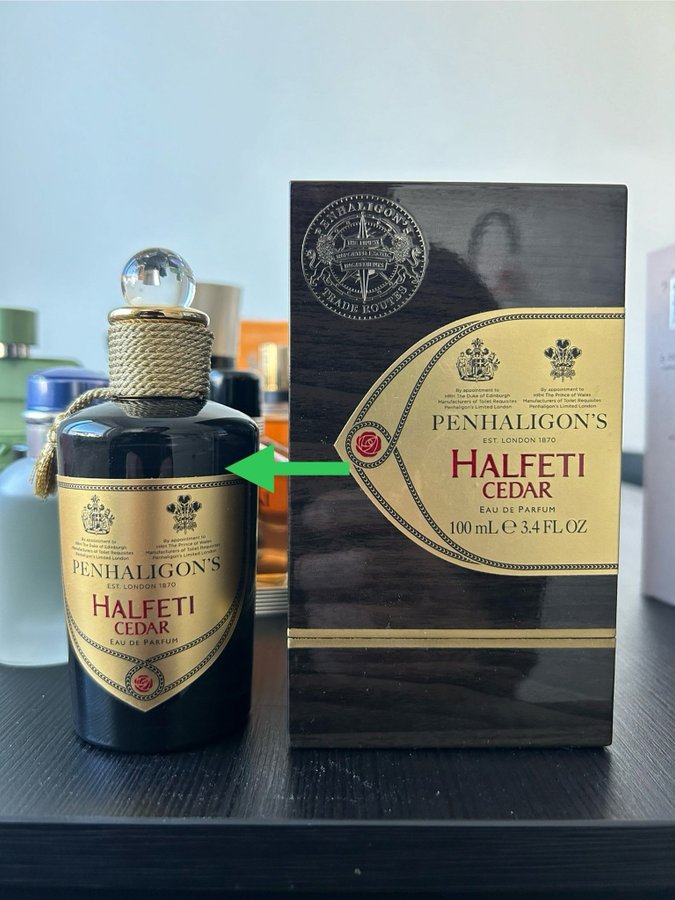 By appointment to
HRH The Duke of Edinburgh
Manufacturers of Toilet Requisites
Penhaligon's Limited London
By appointment to
HRH The Prince of Wales
Manufacturers of Toilet Requisites
Penhaligon's Limited London
PENHALIGON'S
EST. LONDON 1870
HALFETI
CEDAR
EAU DE PARFUM
PENHALIGON'S
TRADE ROUTES
By appointment to
HRH The Duke of Edinburgh
Manufacturers of Toilet Requisites
Penhaligon's Limited London
By appointment to
HRH The Prince of Wales
Manufacturers of Toilet Requisites
Penhaligon's Limited London
PENHALIGON'S
EST. LONDON 1870
HALFETI
CEDAR
EAU DE PARFUM
100 mL ℮ 3.4 FL OZ